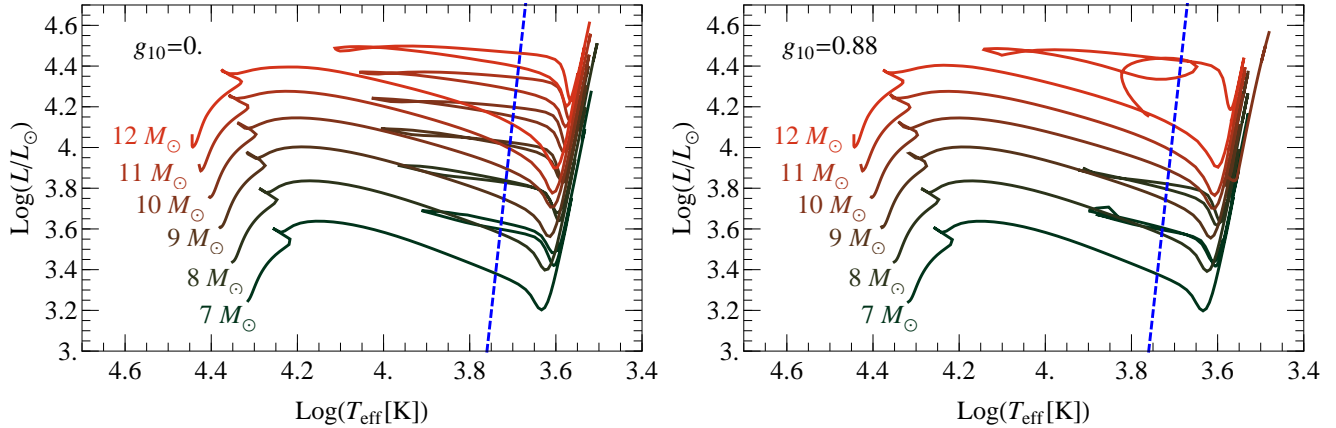 g₁₀=0.
12 M⊙
11 M⊙
10 M⊙
9 M⊙
8 M⊙
7 M⊙
Log(L/L⊙)
4.6
4.4
4.2
4.0
3.8
3.6
3.4
3.2
3.
4.6
4.4
4.2
4.
3.8
3.6
3.4
Log(T_eff[K])
g₁₀=0.88
12 M⊙
11 M⊙
10 M⊙
9 M⊙
8 M⊙
7 M⊙
Log(L/L⊙)
4.6
4.4
4.2
4.0
3.8
3.6
3.4
3.2
3.
4.6
4.4
4.2
4.
3.8
3.6
3.4
Log(T_eff[K])